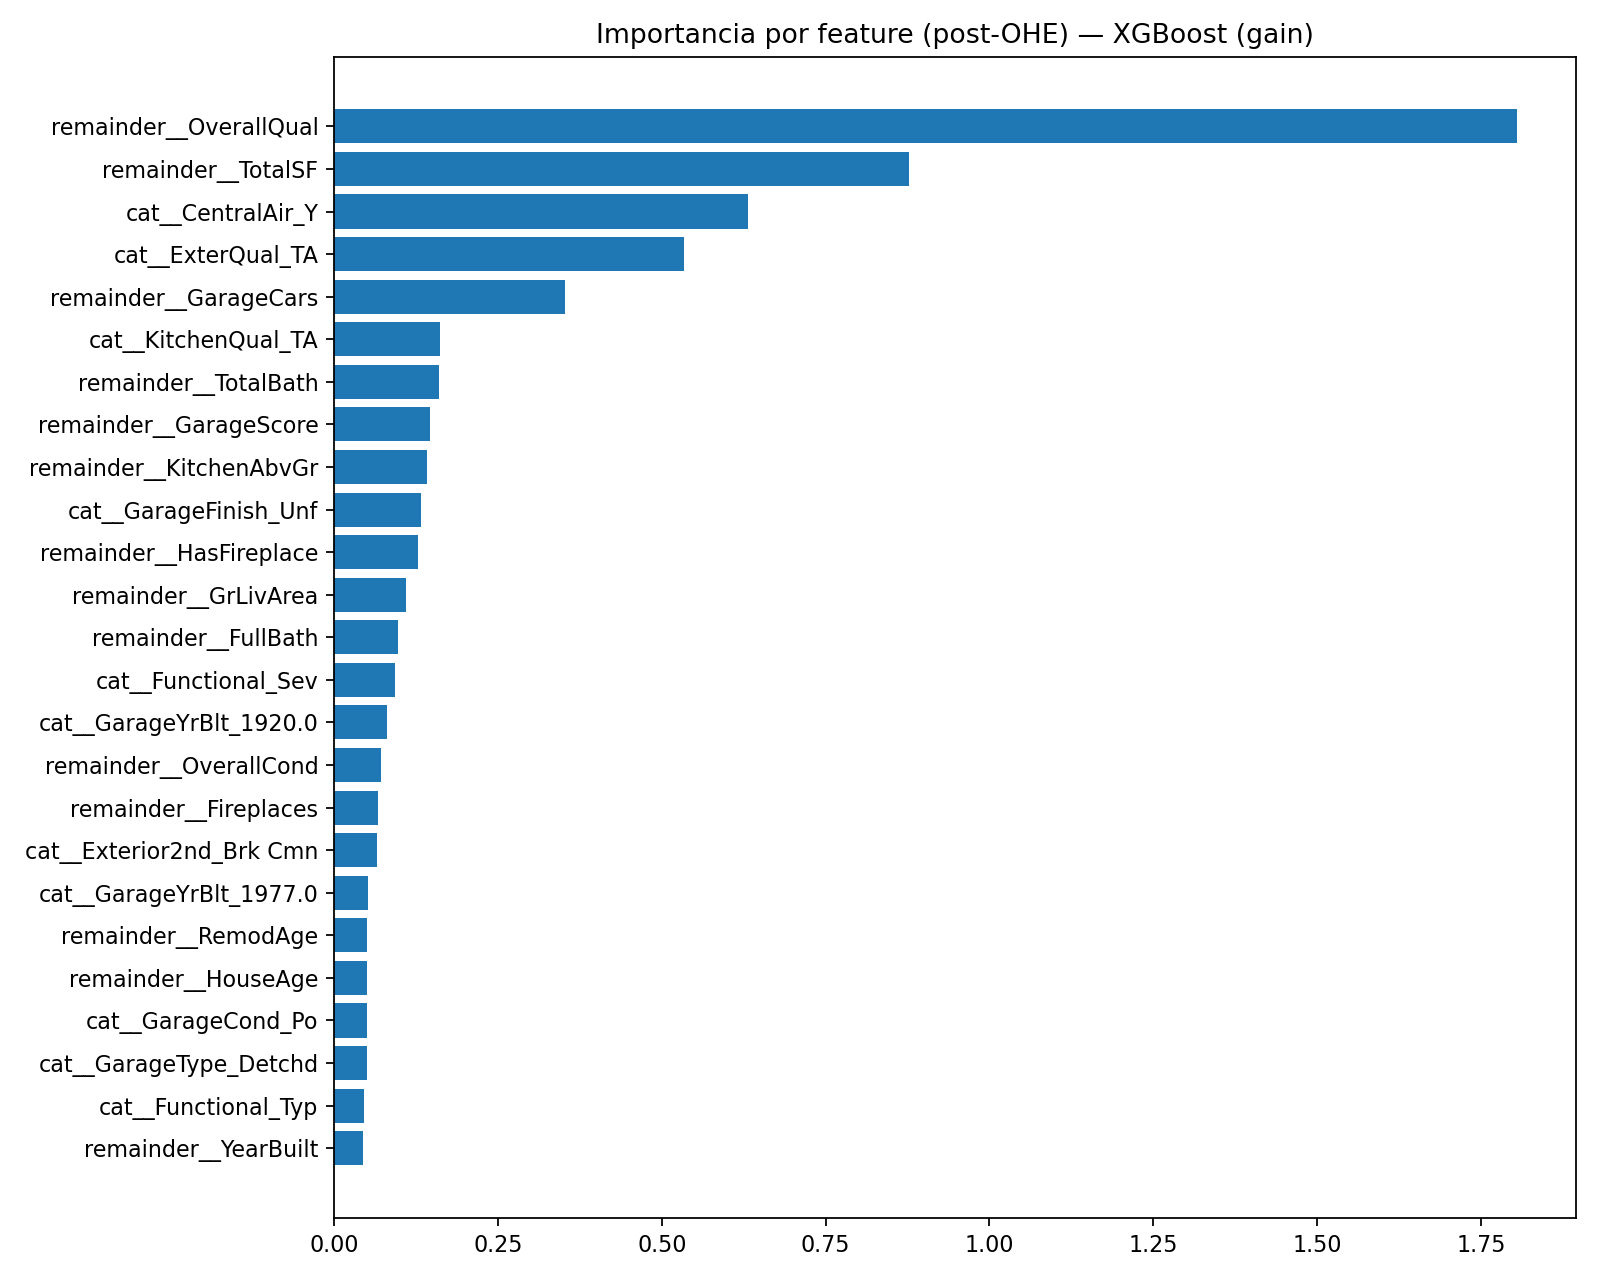 Importancia por feature (post-OHE) — XGBoost (gain)
remainder__OverallQual
remainder__TotalSF
cat__CentralAir_Y
cat__ExterQual_TA
remainder__GarageCars
cat__KitchenQual_TA
remainder__TotalBath
remainder__GarageScore
remainder__KitchenAbvGr
cat__GarageFinish_Unf
remainder__HasFireplace
remainder__GrLivArea
remainder__FullBath
cat__Functional_Sev
cat__GarageYrBlt_1920.0
remainder__OverallCond
remainder__Fireplaces
cat__Exterior2nd_Brk Cmn
cat__GarageYrBlt_1977.0
remainder__RemodAge
remainder__HouseAge
cat__GarageCond_Po
cat__GarageType_Detchd
cat__Functional_Typ
remainder__YearBuilt
0.00 0.25 0.50 0.75 1.00 1.25 1.50 1.75